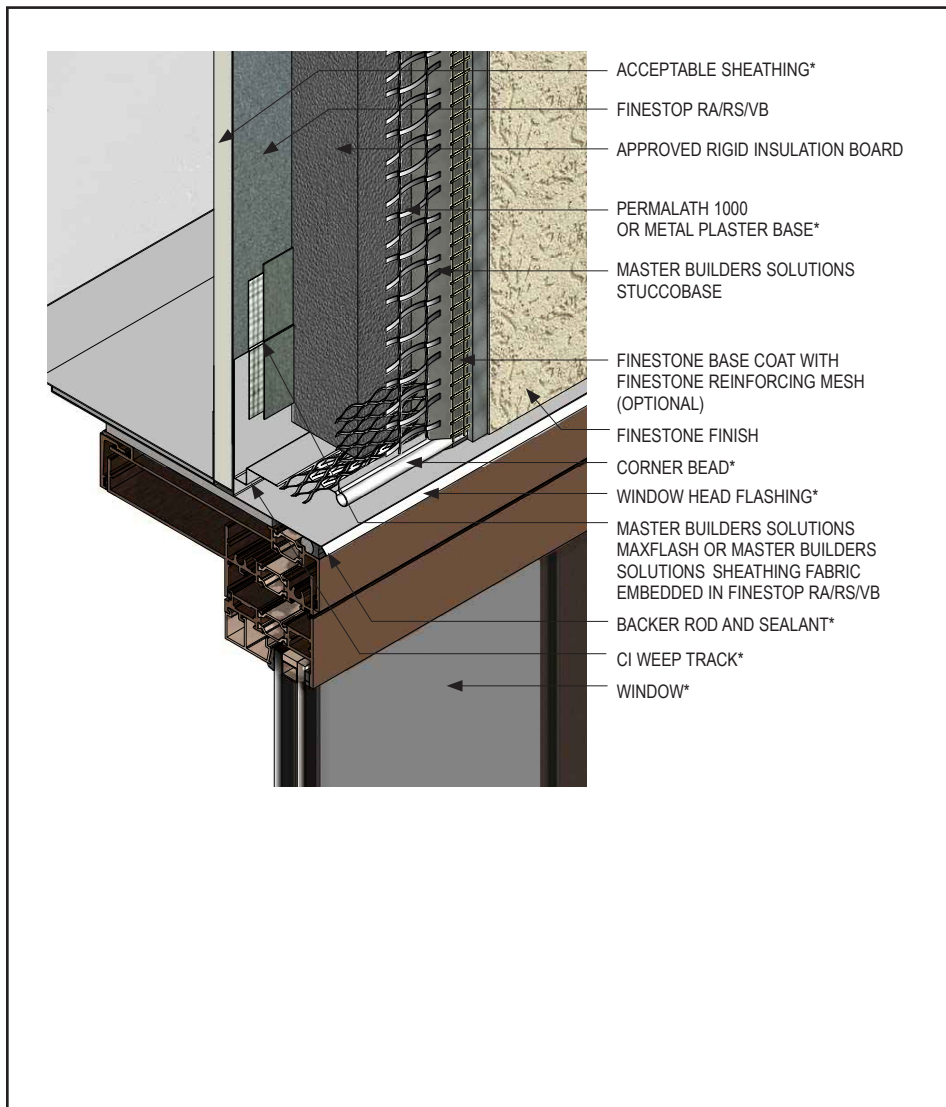 ACCEPTABLE SHEATHING*
FINESTOP RA/RS/VB
APPROVED RIGID INSULATION BOARD
PERMALATH 1000
OR METAL PLASTER BASE*
MASTER BUILDERS SOLUTIONS
STUCCOBASE
FINESTONE BASE COAT WITH
FINESTONE REINFORCING MESH
(OPTIONAL)
FINESTONE FINISH
CORNER BEAD*
WINDOW HEAD FLASHING*
MASTER BUILDERS SOLUTIONS
MAXFLASH OR MASTER BUILDERS
SOLUTIONS SHEATHING FABRIC
EMBEDDED IN FINESTOP RA/RS/VB
BACKER ROD AND SEALANT*
CI WEEP TRACK*
WINDOW*